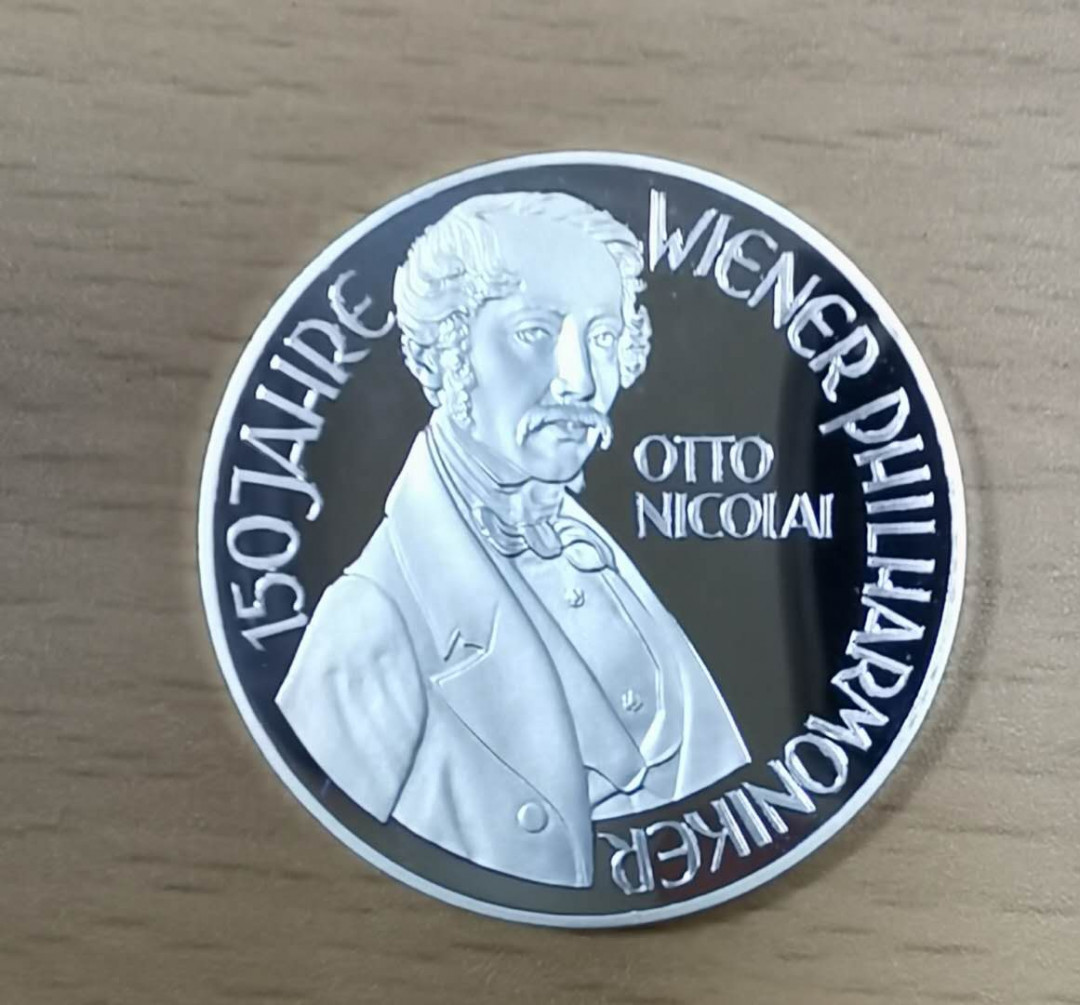 150 JAHRE
WIENER PHILHARMONIKER
OTTO
NICOLAI